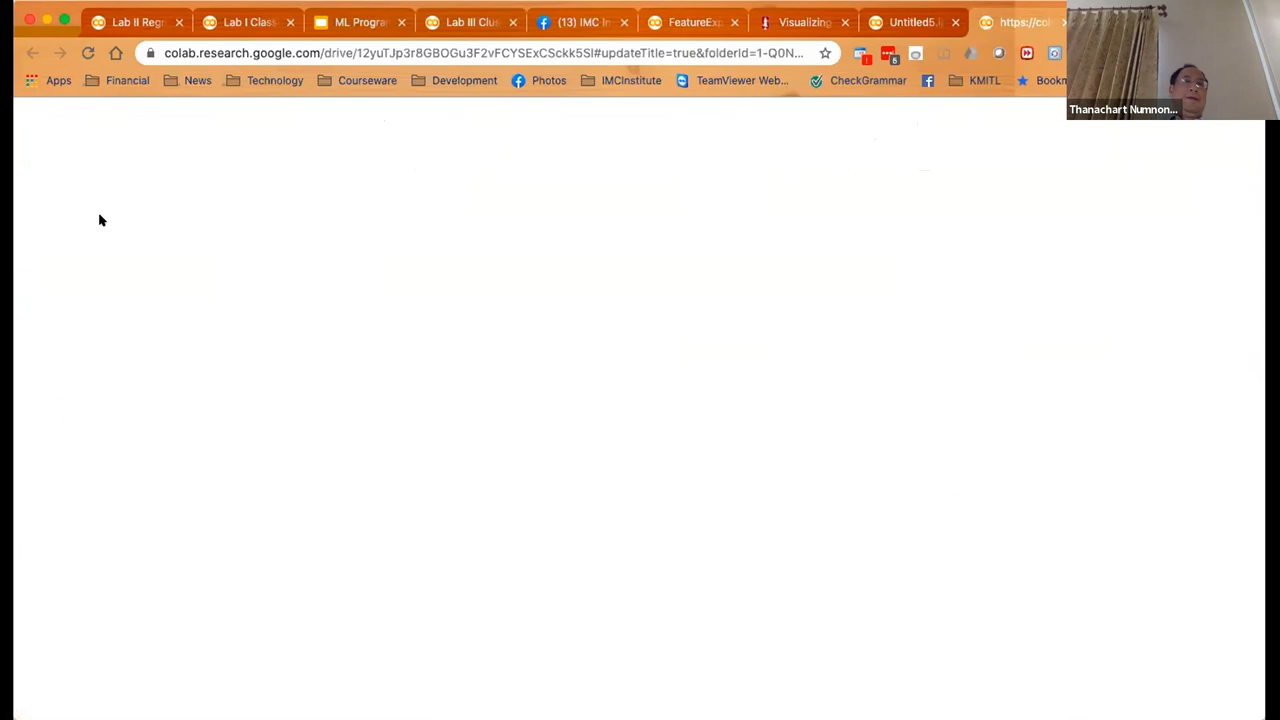 Lab II Regr
Lab I Class
ML Progra
Lab III Clus
(13) IMC In
FeatureExp
Visualizing
Untitled5.i
https://col
colab.research.google.com/drive/12yuTJp3r8GBOGu3F2vFCYSExCSckk5SI#updateTitle=true&folderId=1-Q0N...
Apps Financial News Technology Courseware Development Photos IMCInstitute TeamViewer Web... CheckGrammar KMITL Bookm
Thanachart Numnon...